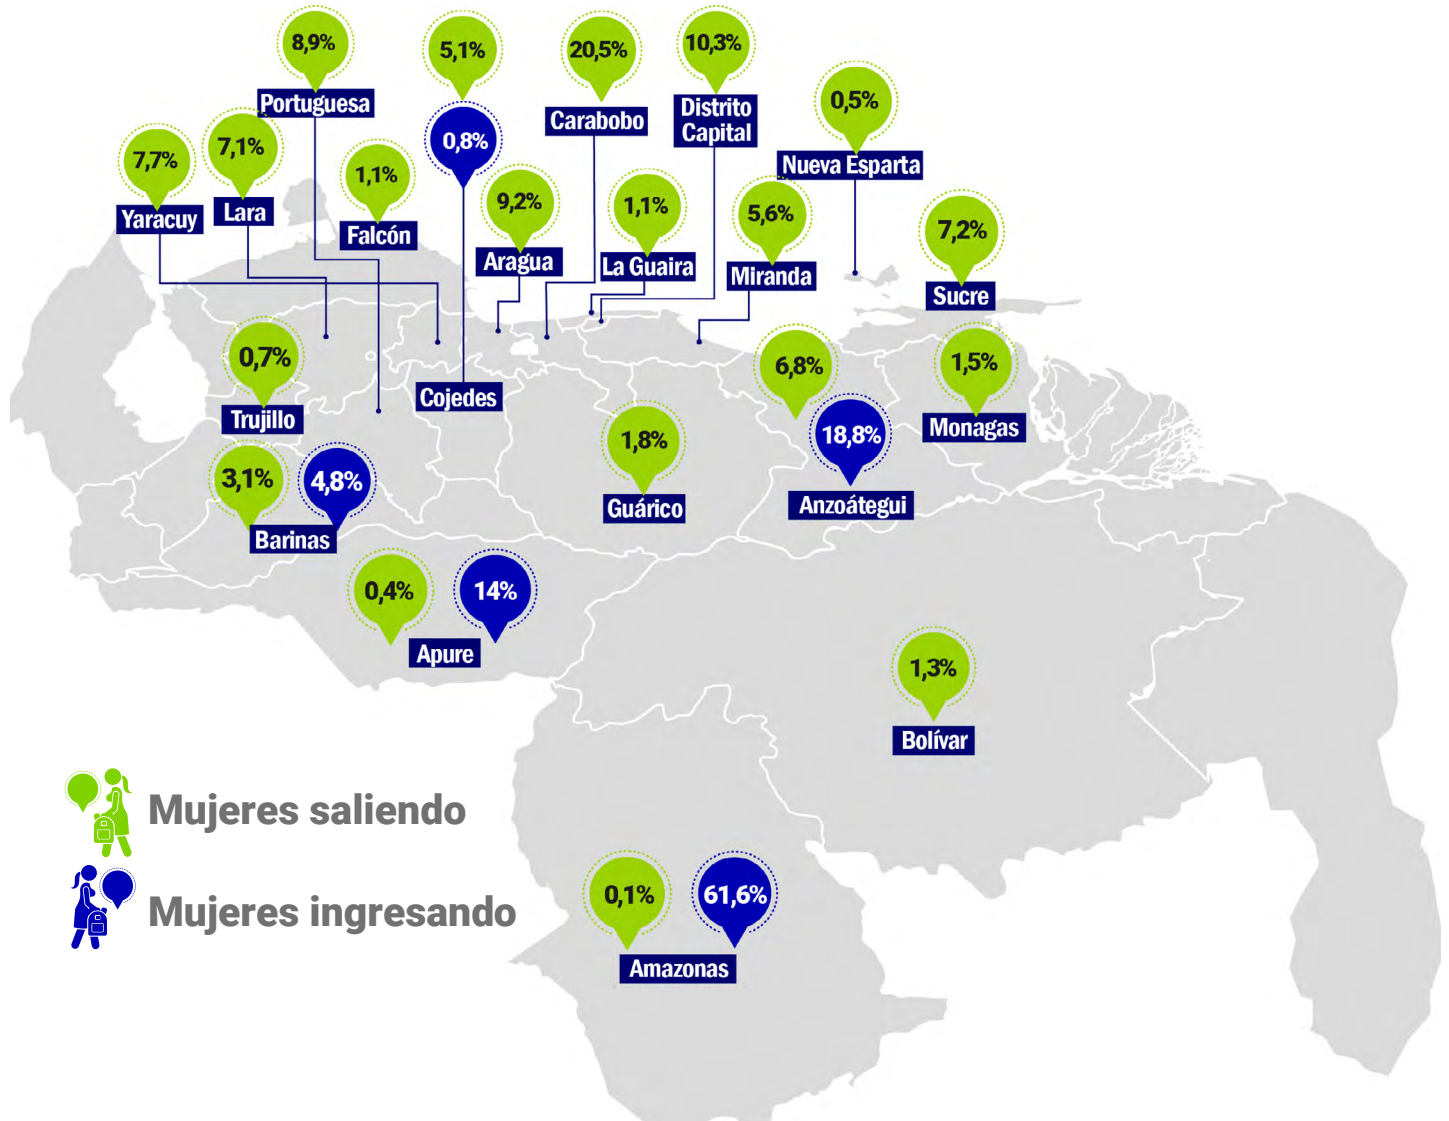 8,9%
Portuguesa
5,1%
0,8%
Cojedes
20,5%
Carabobo
10,3%
Distrito
Capital
0,5%
Nueva Esparta
7,7%
Yaracuy
7,1%
Lara
1,1%
Falcón
9,2%
Aragua
1,1%
La Guaira
5,6%
Miranda
7,2%
Sucre
0,7%
Trujillo
6,8%
18,8%
Anzoátegui
1,5%
Monagas
1,8%
Guárico
3,1%
4,8%
Barinas
0,4%
14%
Apure
1,3%
Bolívar
Mujeres saliendo
Mujeres ingresando
0,1%
61,6%
Amazonas